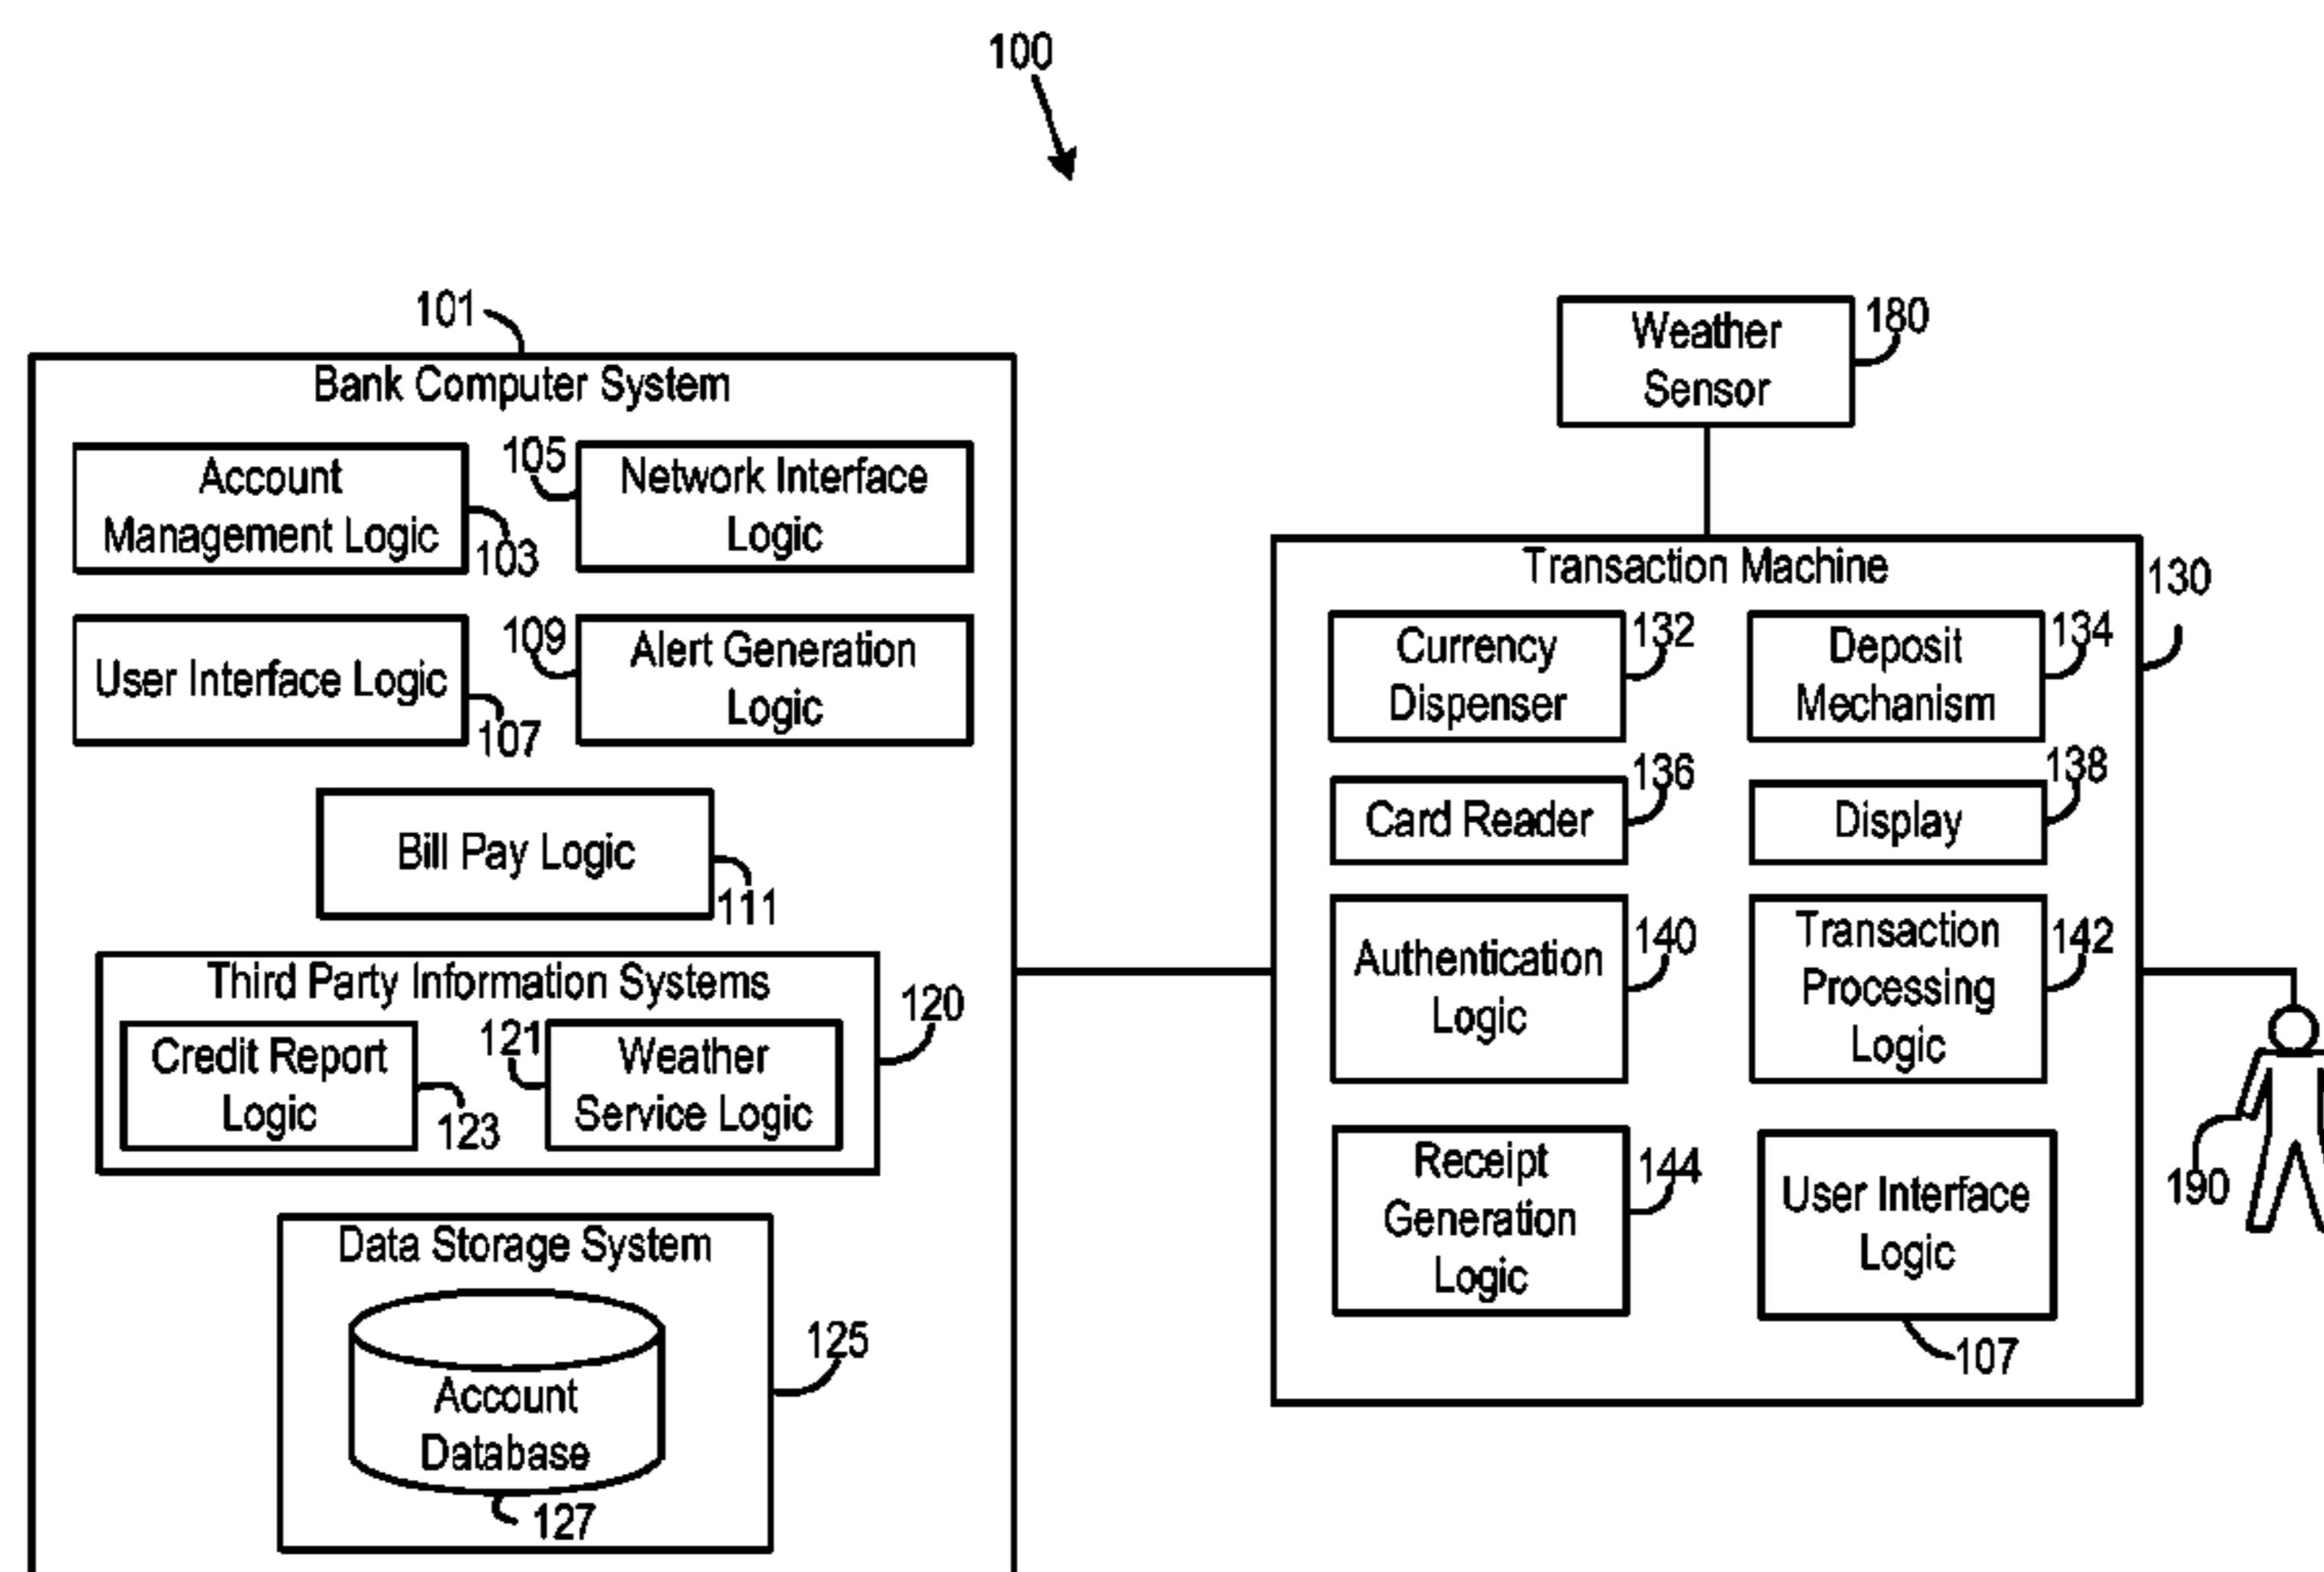 100
101
Bank Computer System
Account
Management Logic
103
105
Network Interface
Logic
User Interface Logic
107
109
Alert Generation
Logic
Bill Pay Logic
111
Third Party Information Systems
120
Credit Report
Logic
123
121
Weather
Service Logic
Data Storage System
125
Account
Database
127
Weather
Sensor
180
Transaction Machine
130
Currency
Dispenser
132
Deposit
Mechanism
134
Card Reader
136
Display
138
Authentication
Logic
140
Transaction
Processing
Logic
142
Receipt
Generation
Logic
144
User Interface
Logic
107
190